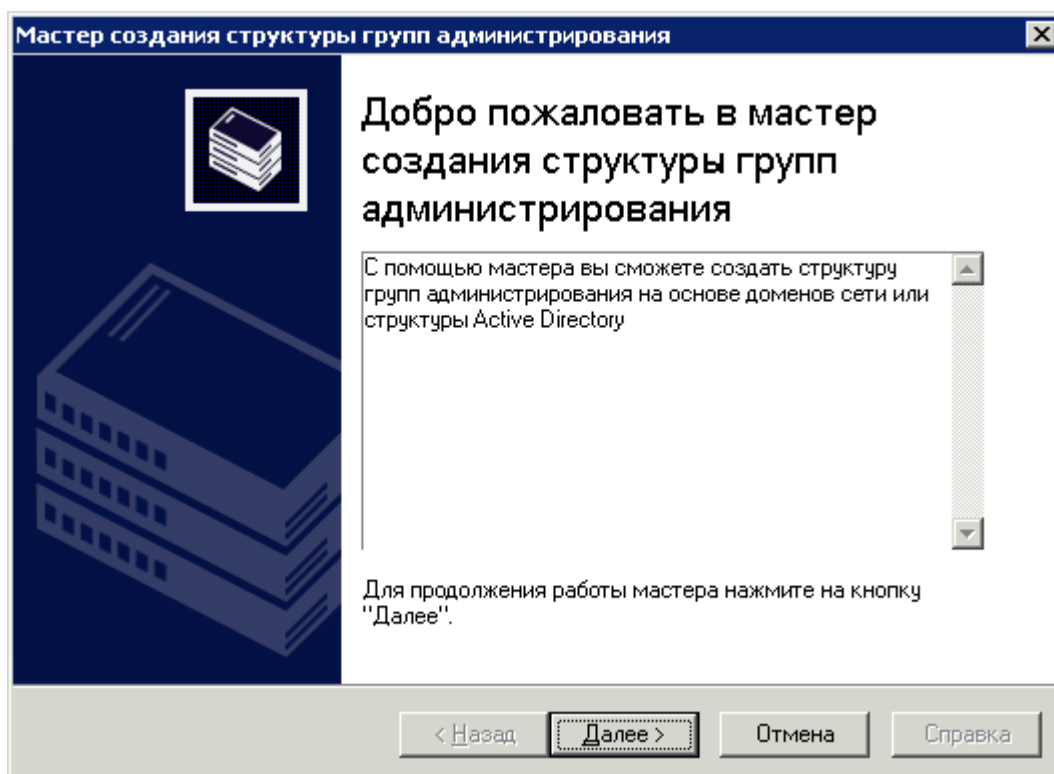 Мастер создания структуры групп администрирования
Добро пожаловать в мастер
создания структуры групп
администрирования
С помощью мастера вы сможете создать структуру
групп администрирования на основе доменов сети или
структуры Active Directory
Для продолжения работы мастера нажмите на кнопку
"Далее".
< Назад
Далее >
Отмена
Справка